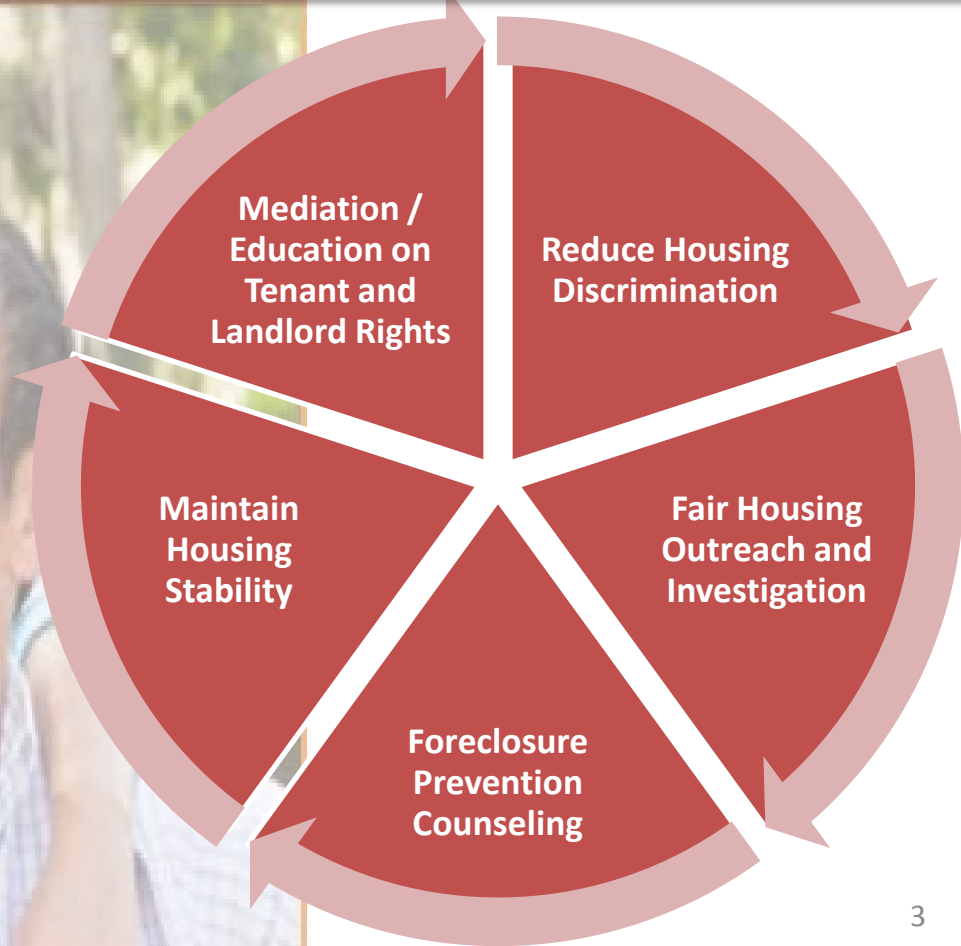 Mediation /
Education on
Tenant and
Landlord Rights
Reduce Housing
Discrimination
Fair Housing
Outreach and
Investigation
Foreclosure
Prevention
Counseling
Maintain
Housing
Stability
3